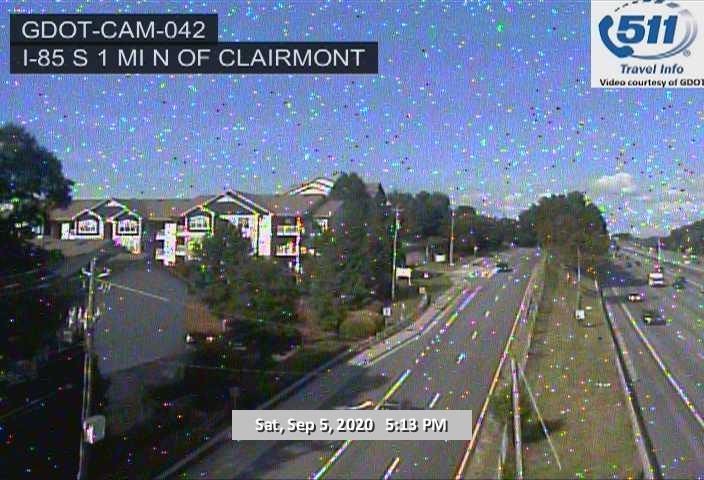 GDOT-CAM-042
I-85 S 1 MI N OF CLAIRMONT
511
Travel Info
Video courtesy of GDOT
Sat, Sep 5, 2020 5:13 PM